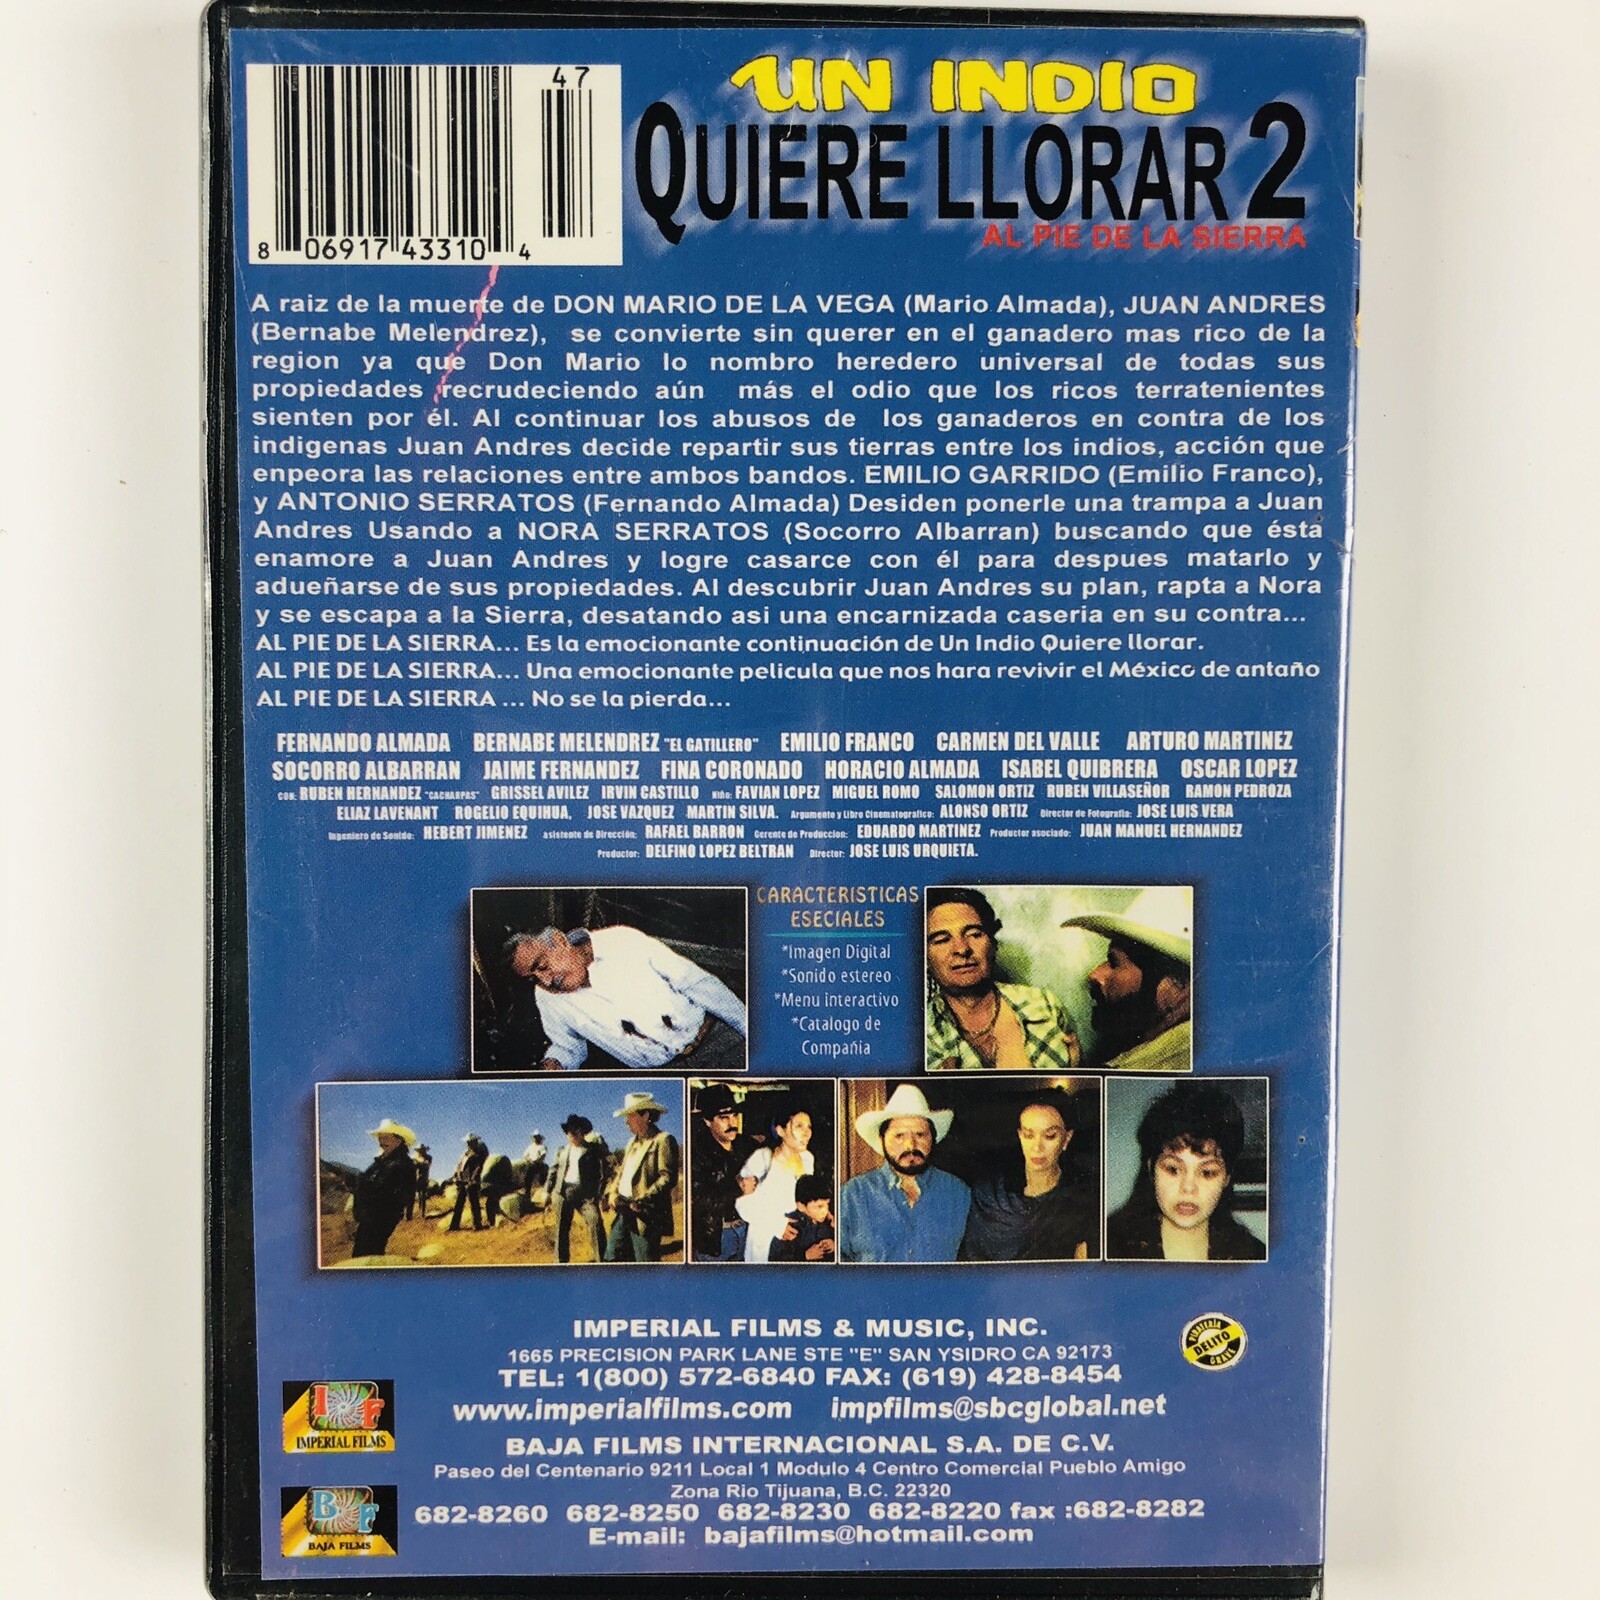 47
8 06917 43310 4
UN INDIO
QUIERE LLORAR 2
AL PIE DE LA SIERRA
A raiz de la muerte de DON MARIO DE LA VEGA (Mario Almada), JUAN ANDRES
(Bernabe Melendrez), se convierte sin querer en el ganadero mas rico de la
region ya que Don Mario lo nombro heredero universal de todas sus
propiedades recrudeciendo aún más el odio que los ricos terratenientes
sienten por él. Al continuar los abusos de los ganaderos en contra de los
indigenas Juan Andres decide repartir sus tierras entre los indios, acción que
enpeora las relaciones entre ambos bandos. EMILIO GARRIDO (Emilio Franco),
y ANTONIO SERRATOS (Fernando Almada) Desiden ponerle una trampa a Juan
Andres Usando a NORA SERRATOS (Socorro Albarran) buscando que ésta
enamore a Juan Andres y logre casarce con él para despues matarlo y
adueñarse de sus propiedades. Al descubrir Juan Andres su plan, rapta a Nora
y se escapa a la Sierra, desatando asi una encarnizada caseria en su contra...
AL PIE DE LA SIERRA... Es la emocionante continuación de Un Indio Quiere llorar.
AL PIE DE LA SIERRA... Una emocionante pelicula que nos hara revivir el México de antaño
AL PIE DE LA SIERRA ... No se la pierda...
FERNANDO ALMADA BERNABE MELENDREZ "EL GATILLERO" EMILIO FRANCO CARMEN DEL VALLE ARTURO MARTINEZ
SOCORRO ALBARRAN JAIME FERNANDEZ FINA CORONADO HORACIO ALMADA ISABEL QUIBRERA OSCAR LOPEZ
CON: RUBEN HERNANDEZ "CACHARPAS" GRISSEL AVILEZ IRVIN CASTILLO Niño: FAVIAN LOPEZ MIGUEL ROMO SALOMON ORTIZ RUBEN VILLASEÑOR RAMON PEDROZA
ELIAZ LAVENANT ROGELIO EQUIHUA, JOSE VAZQUEZ MARTIN SILVA. Argumento y Libro Cinematografico: ALONSO ORTIZ Director de Fotografia: JOSE LUIS VERA
Ingeniero de Sonido: HEBERT JIMENEZ asistente de Dirección: RAFAEL BARRON Gerente de Produccion: EDUARDO MARTINEZ Productor asociado: JUAN MANUEL HERNANDEZ
Productor: DELFINO LOPEZ BELTRAN Director: JOSE LUIS URQUIETA.
CARACTERISTICAS
ESECIALES
*Imagen Digital
*Sonido estereo
*Menu interactivo
*Catalogo de
Compañia
IMPERIAL FILMS & MUSIC, INC.
1665 PRECISION PARK LANE STE "E" SAN YSIDRO CA 92173
TEL: 1(800) 572-6840 FAX: (619) 428-8454
www.imperialfilms.com impfilms@sbcglobal.net
PIRATERÍA
DELITO
GRAVE
I F
IMPERIAL FILMS
BAJA FILMS INTERNACIONAL S.A. DE C.V.
Paseo del Centenario 9211 Local 1 Modulo 4 Centro Comercial Pueblo Amigo
Zona Rio Tijuana, B.C. 22320
682-8260 682-8250 682-8230 682-8220 fax :682-8282
E-mail: bajafilms@hotmail.com
B F
BAJA FILMS